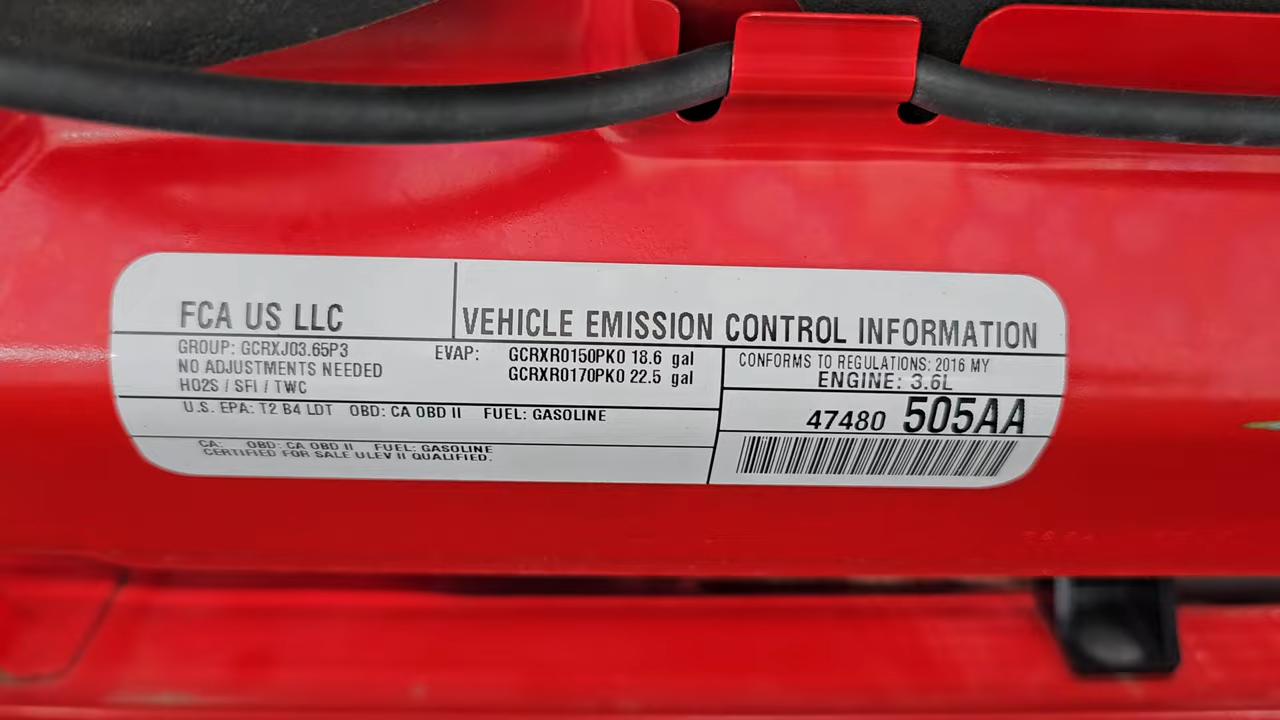 FCA US LLC
VEHICLE EMISSION CONTROL INFORMATION
GROUP: GCRXJ03.65P3
NO ADJUSTMENTS NEEDED
HO2S / SFI / TWC
EVAP: GCRXR0150PK0 18.6 gal
GCRXR0170PK0 22.5 gal
CONFORMS TO REGULATIONS: 2016 MY
ENGINE: 3.6L
U.S. EPA: T2 B4 LDT OBD: CA OBD II FUEL: GASOLINE
47480 505AA
CA: OBD: CA OBD II FUEL: GASOLINE
CERTIFIED FOR SALE ULEV II QUALIFIED.